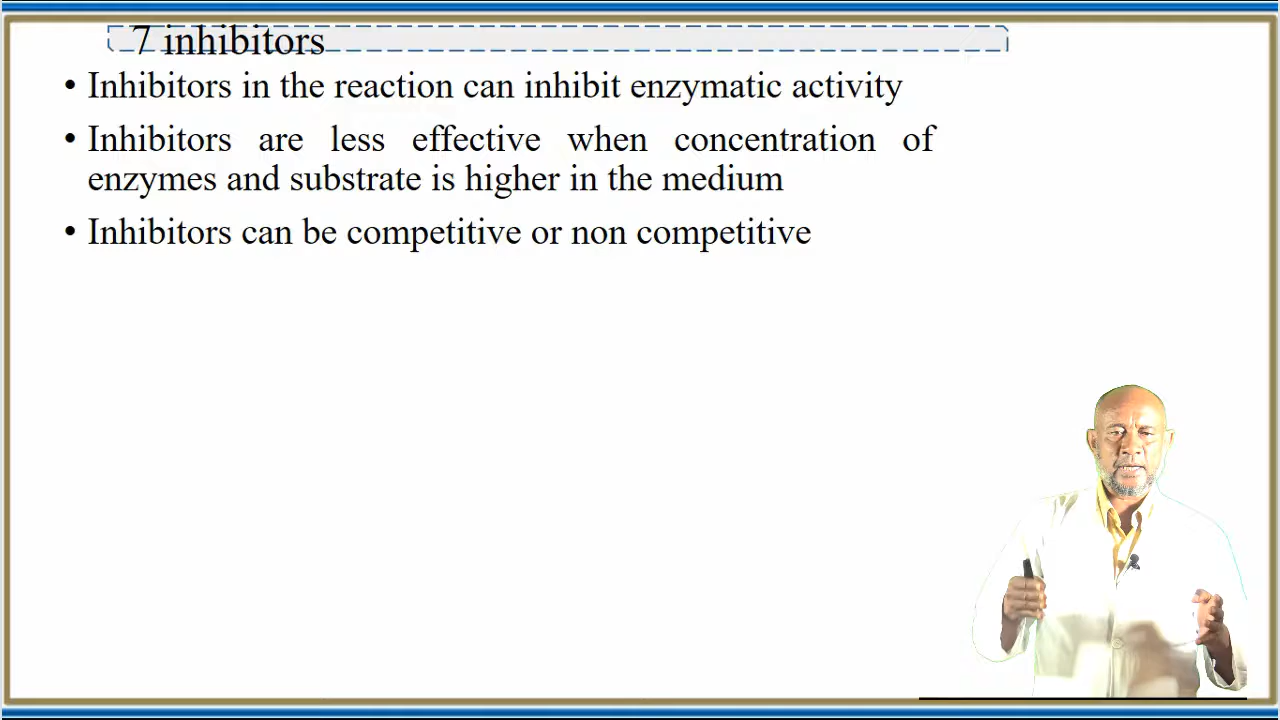 7 inhibitors
• Inhibitors in the reaction can inhibit enzymatic activity
• Inhibitors are less effective when concentration of
enzymes and substrate is higher in the medium
• Inhibitors can be competitive or non competitive